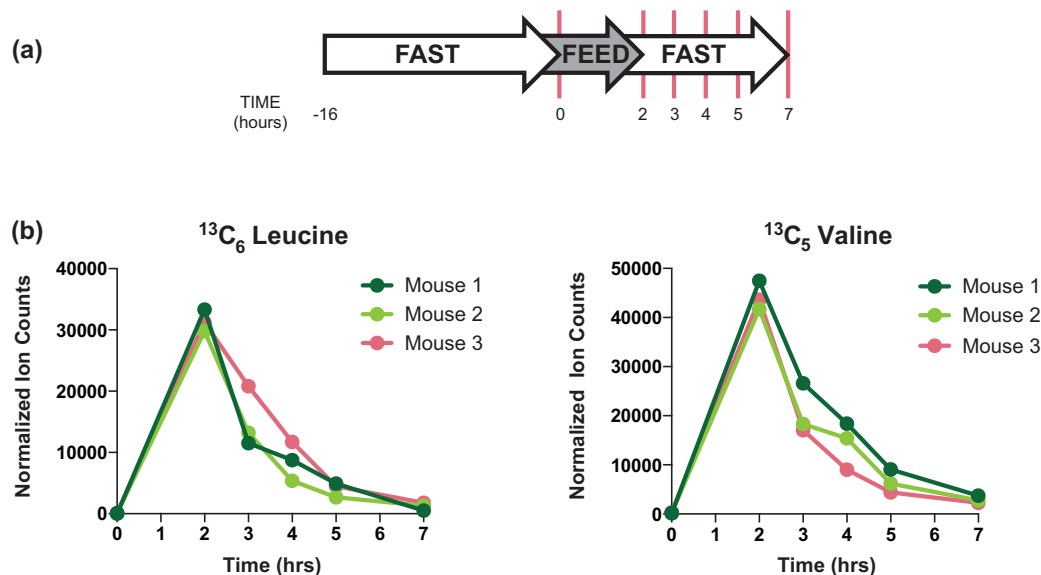 (a)
FAST FEED FAST
TIME
(hours)
-16 0 2 3 4 5 7
(b)
¹³C₆ Leucine
Normalized Ion Counts
40000
30000
20000
10000
0
0 1 2 3 4 5 6 7
Time (hrs)
Mouse 1
Mouse 2
Mouse 3
¹³C₅ Valine
Normalized Ion Counts
50000
40000
30000
20000
10000
0
0 1 2 3 4 5 6 7
Time (hrs)
Mouse 1
Mouse 2
Mouse 3